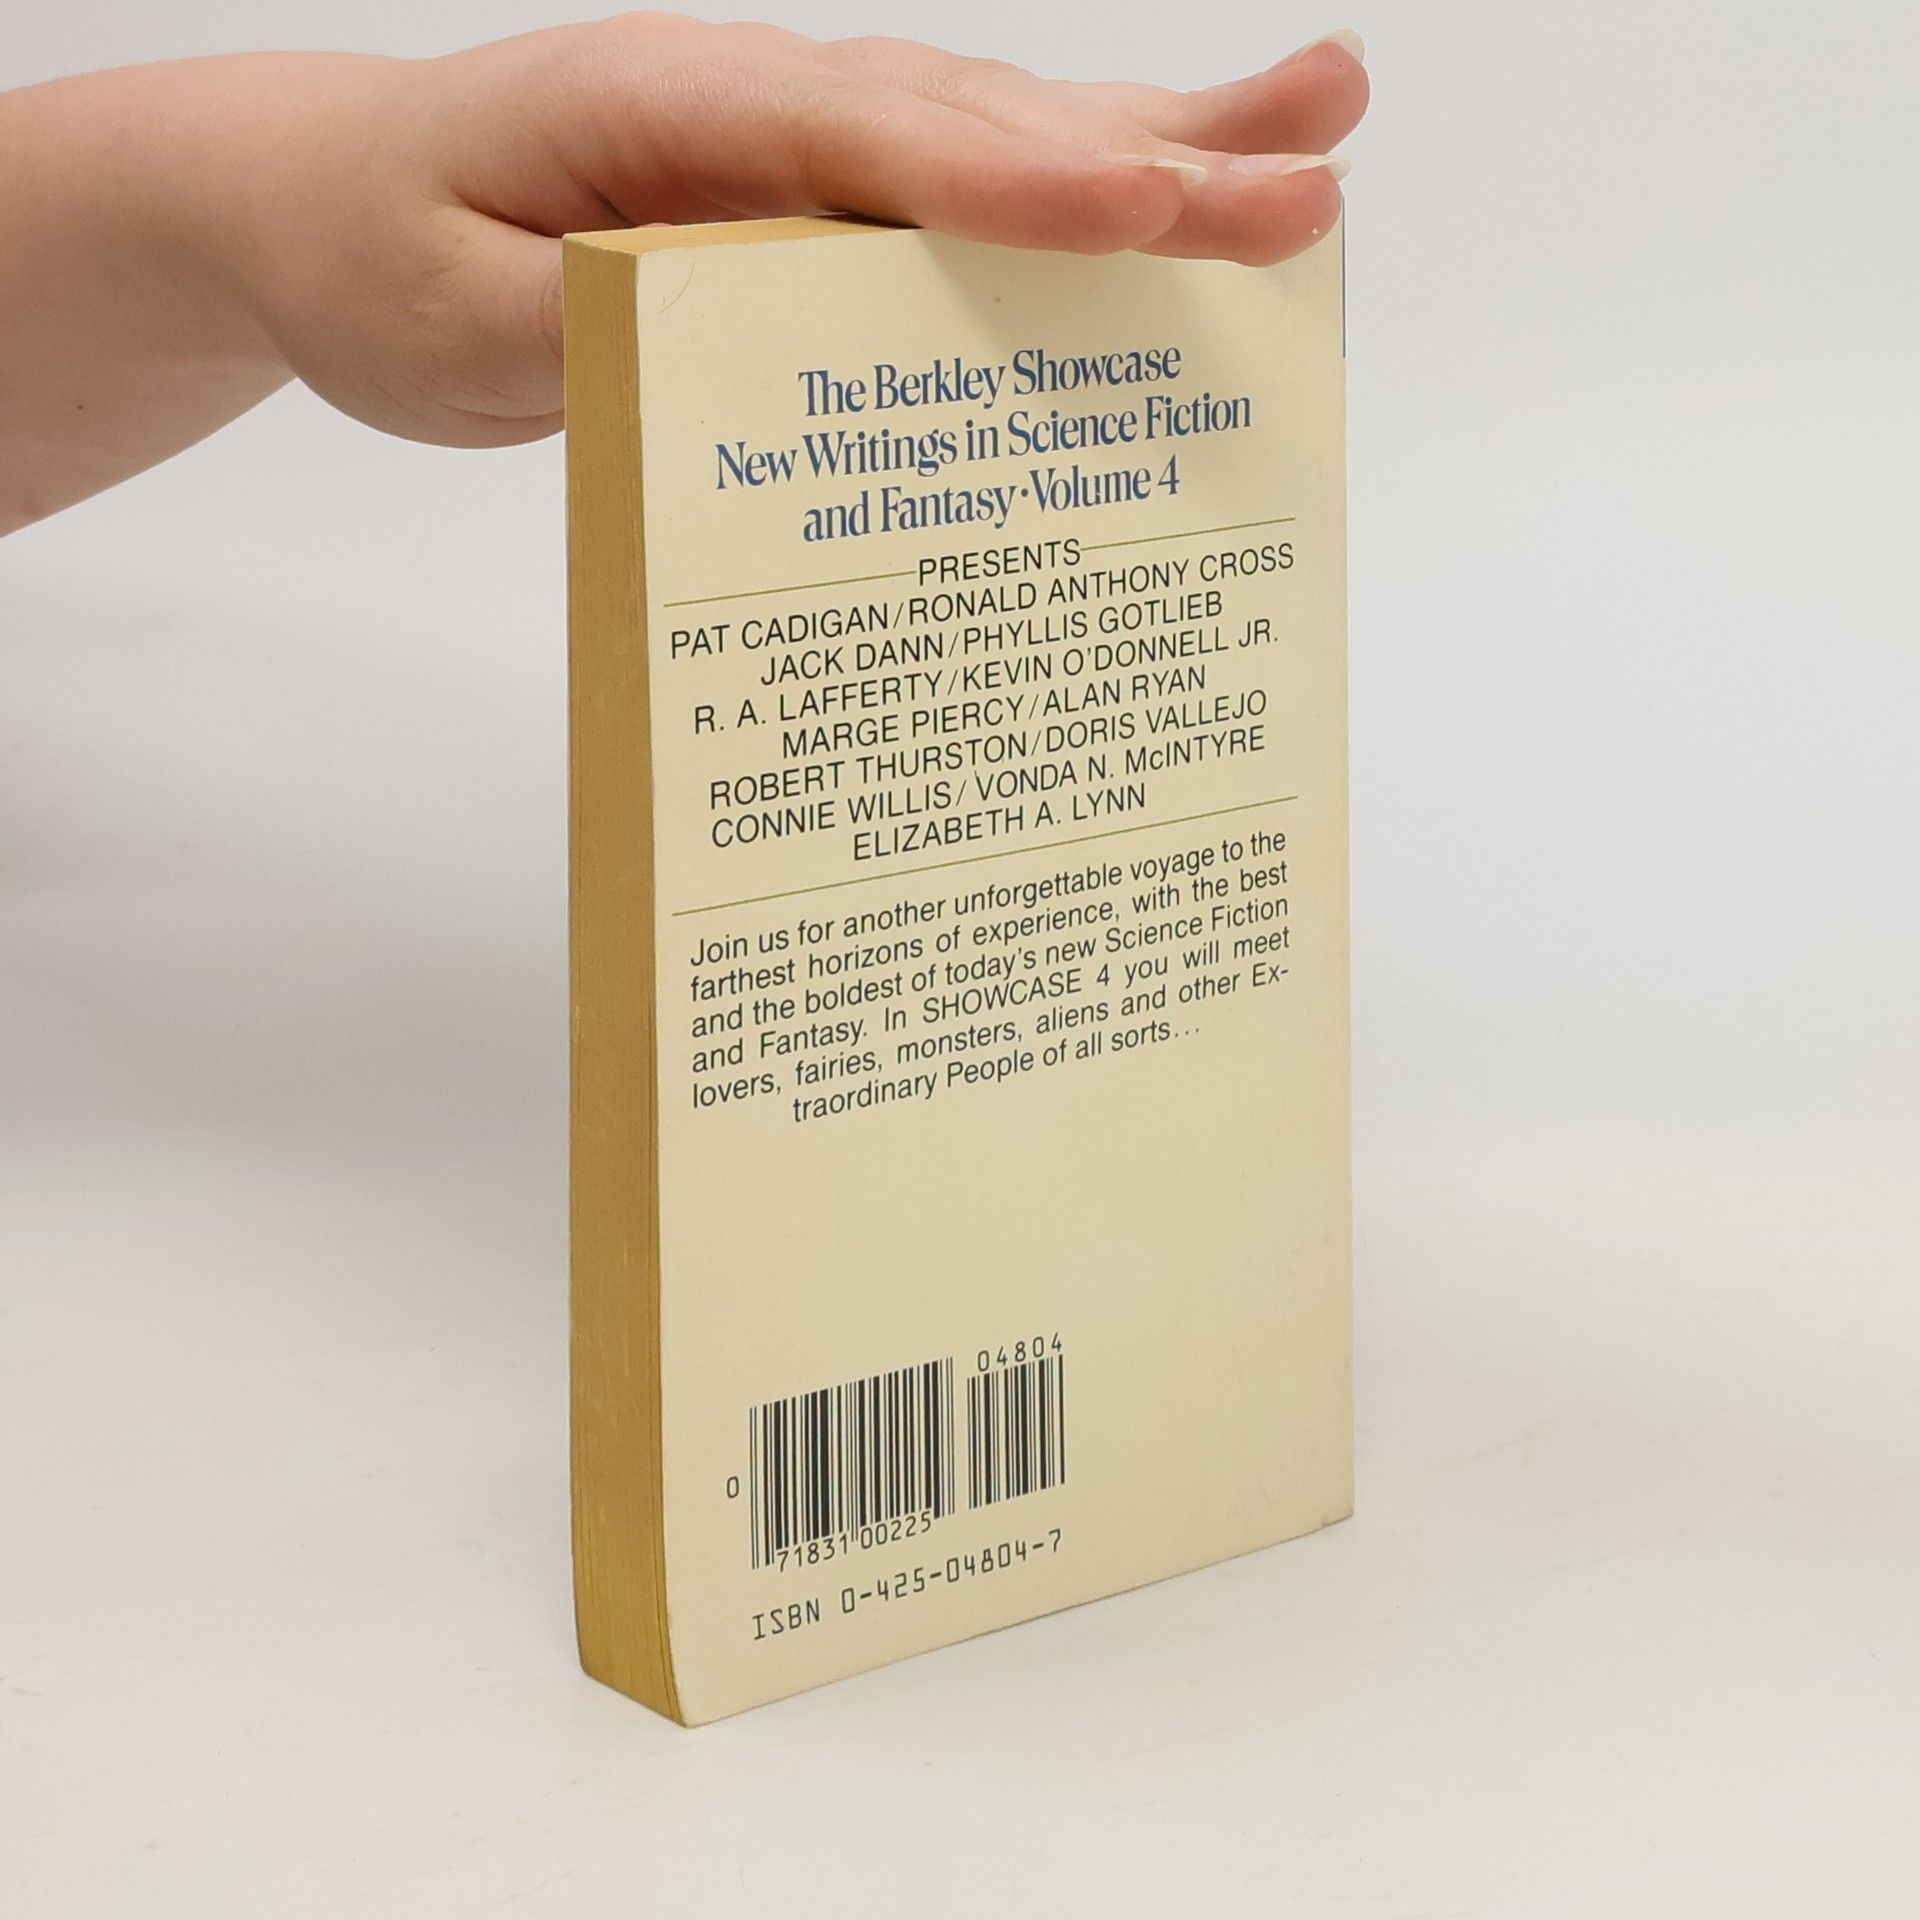 The Berkley Showcase
New Writings in Science Fiction
and Fantasy·Volume 4
PRESENTS
PAT CADIGAN/RONALD ANTHONY CROSS
JACK DANN/PHYLLIS GOTLIEB
R. A. LAFFERTY/KEVIN O'DONNELL JR.
MARGE PIERCY/ALAN RYAN
ROBERT THURSTON/DORIS VALLEJO
CONNIE WILLIS/VONDA N. McINTYRE
ELIZABETH A. LYNN
Join us for another unforgettable voyage to the
farthest horizons of experience, with the best
and the boldest of today's new Science Fiction
and Fantasy. In SHOWCASE 4 you will meet
lovers, fairies, monsters, aliens and other Ex-
traordinary People of all sorts...
04804
0
71831 00225
ISBN 0-425-04804-7